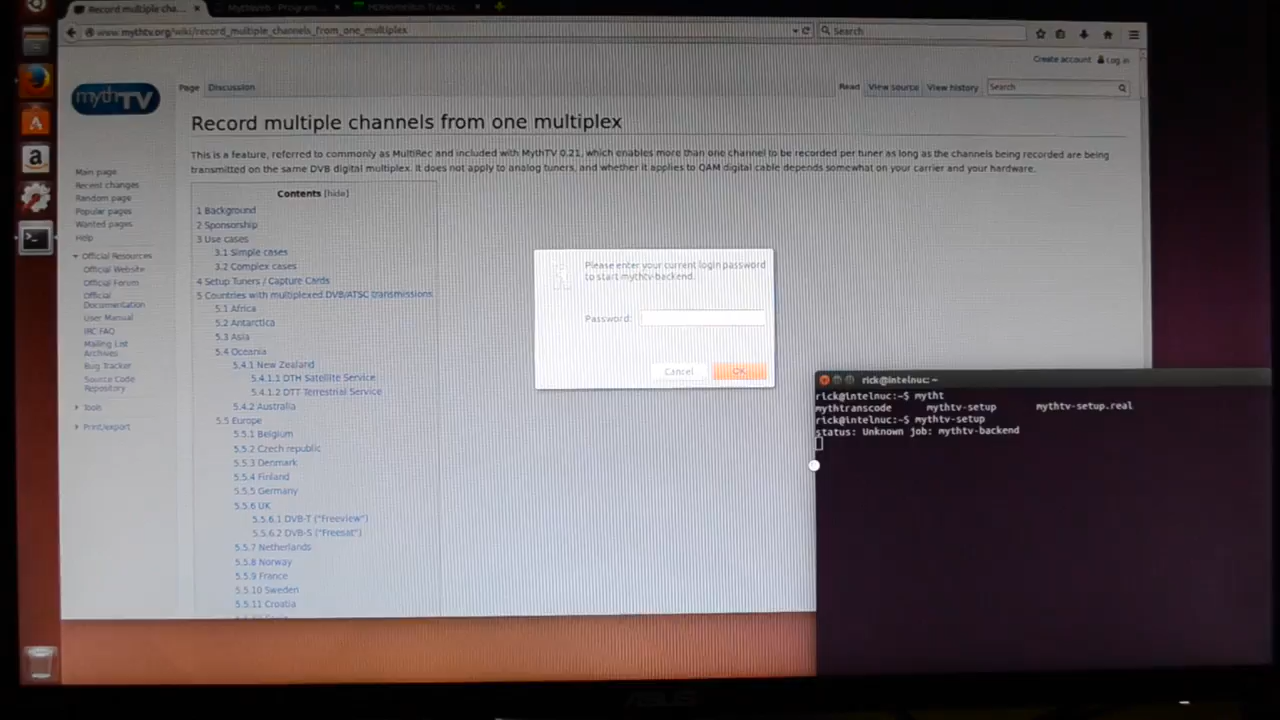 Record multiple cha...
www.mythtv.org/wiki/record_multiple_channels_from_one_multiplex
Search
Create account
Log in
mythTV
Page
Discussion
Read
View source
View history
Search
Record multiple channels from one multiplex
This is a feature, referred to commonly as MultiRec and included with MythTV 0.21, which enables more than one channel to be recorded per tuner as long as the channels being recorded are being
transmitted on the same DVB digital multiplex. It does not apply to analog tuners, and whether it applies to QAM digital cable depends somewhat on your carrier and your hardware.
Main page
Recent changes
Random page
Popular pages
Wanted pages
Help
Official Resources
Official Website
Official Forum
Official
Documentation
User Manual
IRC FAQ
Mailing List
Archives
Bug Tracker
Source Code
Repository
Tools
Print/export
Contents [hide]
1 Background
2 Sponsorship
3 Use cases
3.1 Simple cases
3.2 Complex cases
4 Setup Tuners / Capture Cards
5 Countries with multiplexed DVB/ATSC transmissions
5.1 Africa
5.2 Antarctica
5.3 Asia
5.4 Oceania
5.4.1 New Zealand
5.4.1.1 DTH Satellite Service
5.4.1.2 DTT Terrestrial Service
5.4.2 Australia
5.5 Europe
5.5.1 Belgium
5.5.2 Czech republic
5.5.3 Denmark
5.5.4 Finland
5.5.5 Germany
5.5.6 UK
5.5.6.1 DVB-T ("Freeview")
5.5.6.2 DVB-S ("Freesat")
5.5.7 Netherlands
5.5.8 Norway
5.5.9 France
5.5.10 Sweden
5.5.11 Croatia
Please enter your current login password
to start mythtv-backend.
Password:
Cancel
OK
rick@intelnuc: ~
rick@intelnuc:~$ mytht
mythtranscode mythtv-setup mythtv-setup.real
rick@intelnuc:~$ mythtv-setup
status: Unknown job: mythtv-backend
ASUS